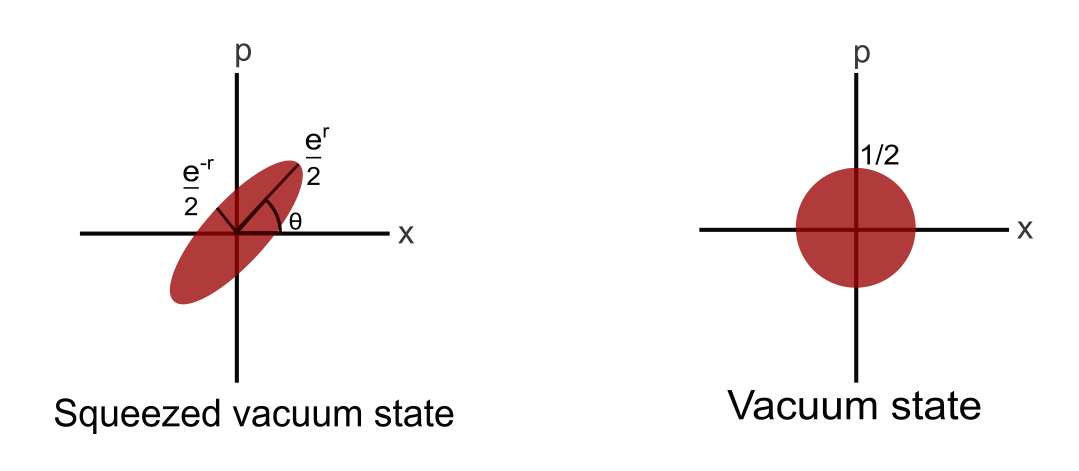 p
e^r
2
e^-r
2
θ
x
Squeezed vacuum state
p
1/2
x
Vacuum state